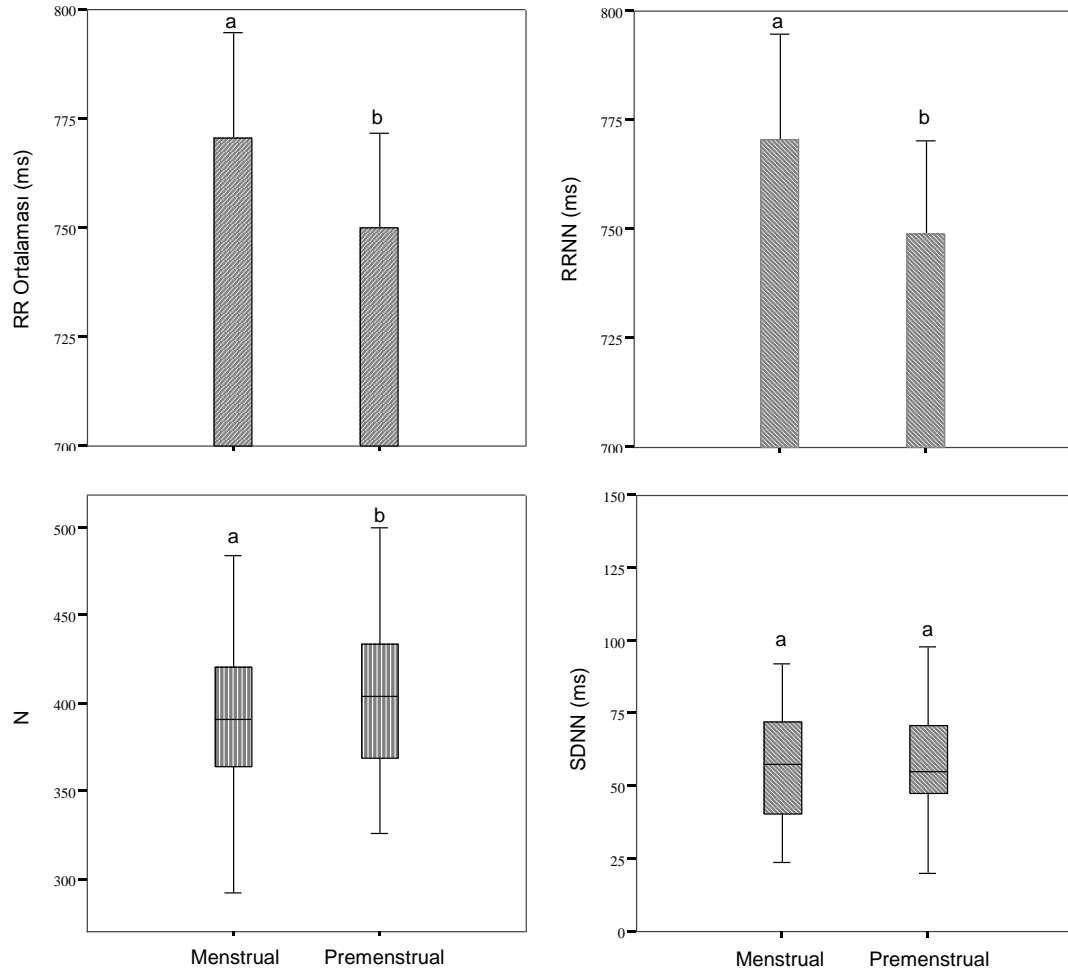 800
775
750
725
700
RR Ortalaması (ms)
a
b
800
775
750
725
700
RRNN (ms)
a
b
500
450
400
350
300
N
a
b
Menstrual Premenstrual
150
125
100
75
50
25
0
SDNN (ms)
a
a
Menstrual Premenstrual